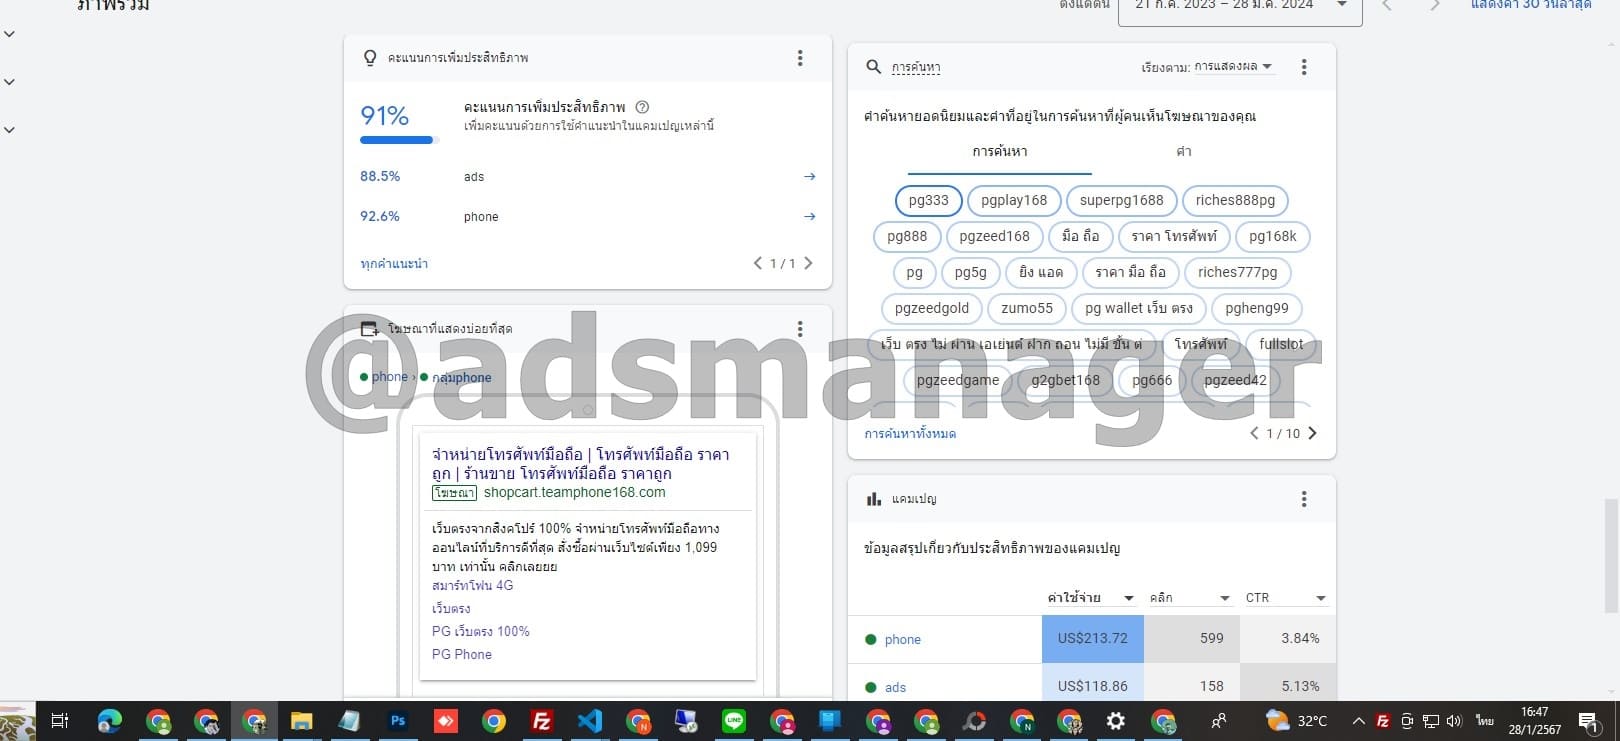 ภาพรวม
ตั้งแต่ต้น 21 ก.ค. 2023 – 28 ม.ค. 2024 แสดงค่า 30 วันล่าสุด
คะแนนการเพิ่มประสิทธิภาพ
91%
คะแนนการเพิ่มประสิทธิภาพ
เพิ่มคะแนนด้วยการใช้คำแนะนำในแคมเปญเหล่านี้
88.5% ads
92.6% phone
ทุกคำแนะนำ 1 / 1
การค้นหา เรียงตาม: การแสดงผล
คำค้นหายอดนิยมและคำที่อยู่ในการค้นหาที่ผู้คนเห็นโฆษณาของคุณ
การค้นหา คำ
pg333 pgplay168 superpg1688 riches888pg
pg888 pgzeed168 มือ ถือ ราคา โทรศัพท์ pg168k
pg pg5g ยิง แอด ราคา มือ ถือ riches777pg
pgzeedgold zumo55 pg wallet เว็บ ตรง pgheng99
เว็บ ตรง ไม่ ผ่าน เอเย่นต์ ฝาก ถอน ไม่มี ขั้น ต่ โทรศัพท์ fullslot
pgzeedgame g2gbet168 pg666 pgzeed42
การค้นหาทั้งหมด 1 / 10
@adsmanager
โฆษณาที่แสดงบ่อยที่สุด
phone › กลุ่มphone
จำหน่ายโทรศัพท์มือถือ | โทรศัพท์มือถือ ราคา
ถูก | ร้านขาย โทรศัพท์มือถือ ราคาถูก
โฆษณา shopcart.teamphone168.com
เว็บตรงจากสิงคโปร์ 100% จำหน่ายโทรศัพท์มือถือทาง
ออนไลน์ที่บริการดีที่สุด สั่งซื้อผ่านเว็บไซต์เพียง 1,099
บาท เท่านั้น คลิกเลยยย
สมาร์ทโฟน 4G
เว็บตรง
PG เว็บตรง 100%
PG Phone
แคมเปญ
ข้อมูลสรุปเกี่ยวกับประสิทธิภาพของแคมเปญ
ค่าใช้จ่าย คลิก CTR
phone US$213.72 599 3.84%
ads US$118.86 158 5.13%
32°C ไทย 16:47
28/1/2567